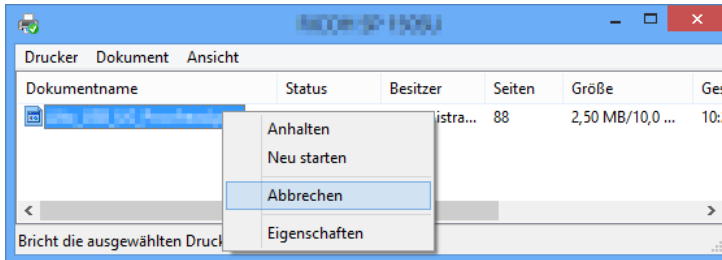 Drucker Dokument Ansicht
Dokumentname Status Besitzer Seiten Größe Ges
istra... 88 2,50 MB/10,0 ... 10:
Anhalten
Neu starten
Abbrechen
Eigenschaften
Bricht die ausgewählten Druck